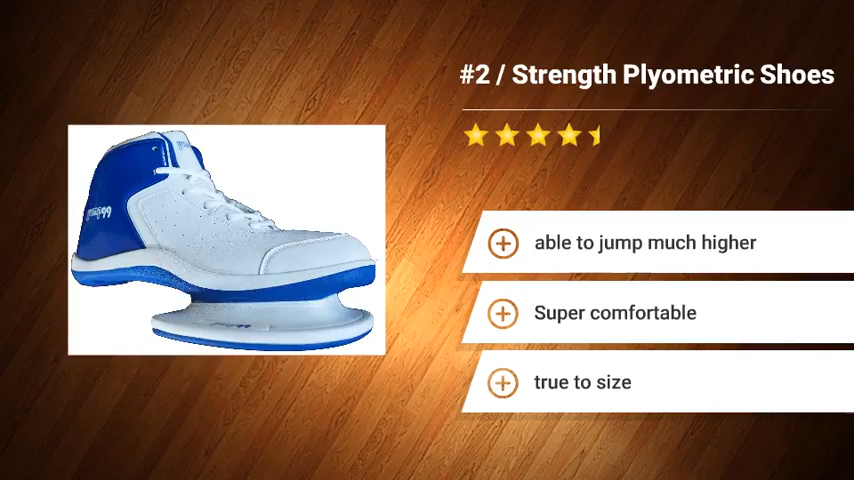 #2 / Strength Plyometric Shoes
able to jump much higher
Super comfortable
true to size